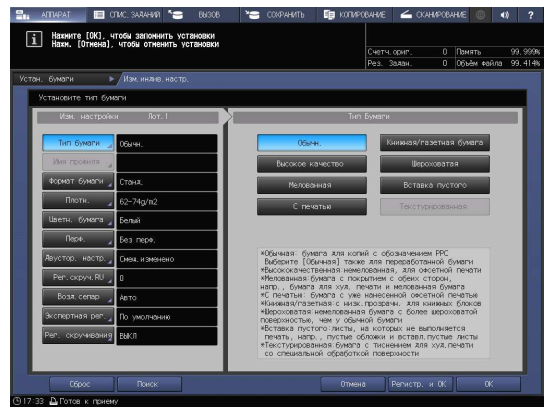 АППАРАТ СПИС. ЗАДАНИЙ ВЫЗОВ СОХРАНИТЬ КОПИРОВАНИЕ СКАНИРОВАНИЕ ?
Нажмите [OK], чтобы запомнить установки
Нажм. [Отмена], чтобы отменить установки
Счетч.ориг. 0 Память 99.999%
Рез. Задан. 0 Объём файла 99.414%
Устан. бумаги Изм.индив.настр.
Установите тип бумаги
Изм. настройки Лот.1 Тип Бумаги
Тип бумаги Обычн.
Имя профиля
Формат бумаги Станд.
Плотн. 62-74g/m2
Цветн. бумага Белый
Перф. Без перф.
Двустор. настр. Смещ.изменено
Рег.скруч.RU 0
Возд.сепар Авто
Экспертная рег. По умолчанию
Рег. скручивания ВЫКЛ
Обычн. Книжная/газетная бумага
Высокое качество Шероховатая
Мелованная Вставка пустого
С печатью Текстурированная
*Обычная: бумага для копий с обозначением PPC
Выберите [Обычная] также для переработанной бумаги
*Высококачественная немелованная, для офсетной печати
*Мелованная бумага с покрытием с обеих сторон,
напр., бумага для худ. печати и мелованная бумага
*С печатью: бумага с уже нанесенной офсетной печатью
*Книжная/газетная:с низк.прозрачн. для книжных блоков
*Шероховатая немелованная бумага с более шероховатой
поверхностью, чем у обычной бумаги
*Вставка пустого:листы, на которых не выполняется
печать, напр., пустые обложки и вставл.пустые листы
*Текстурированная бумага с тиснением для худ.печати
со специальной обработкой поверхности
Сброс Поиск Отмена Регистр. и OK OK
17:33 Готов к приему